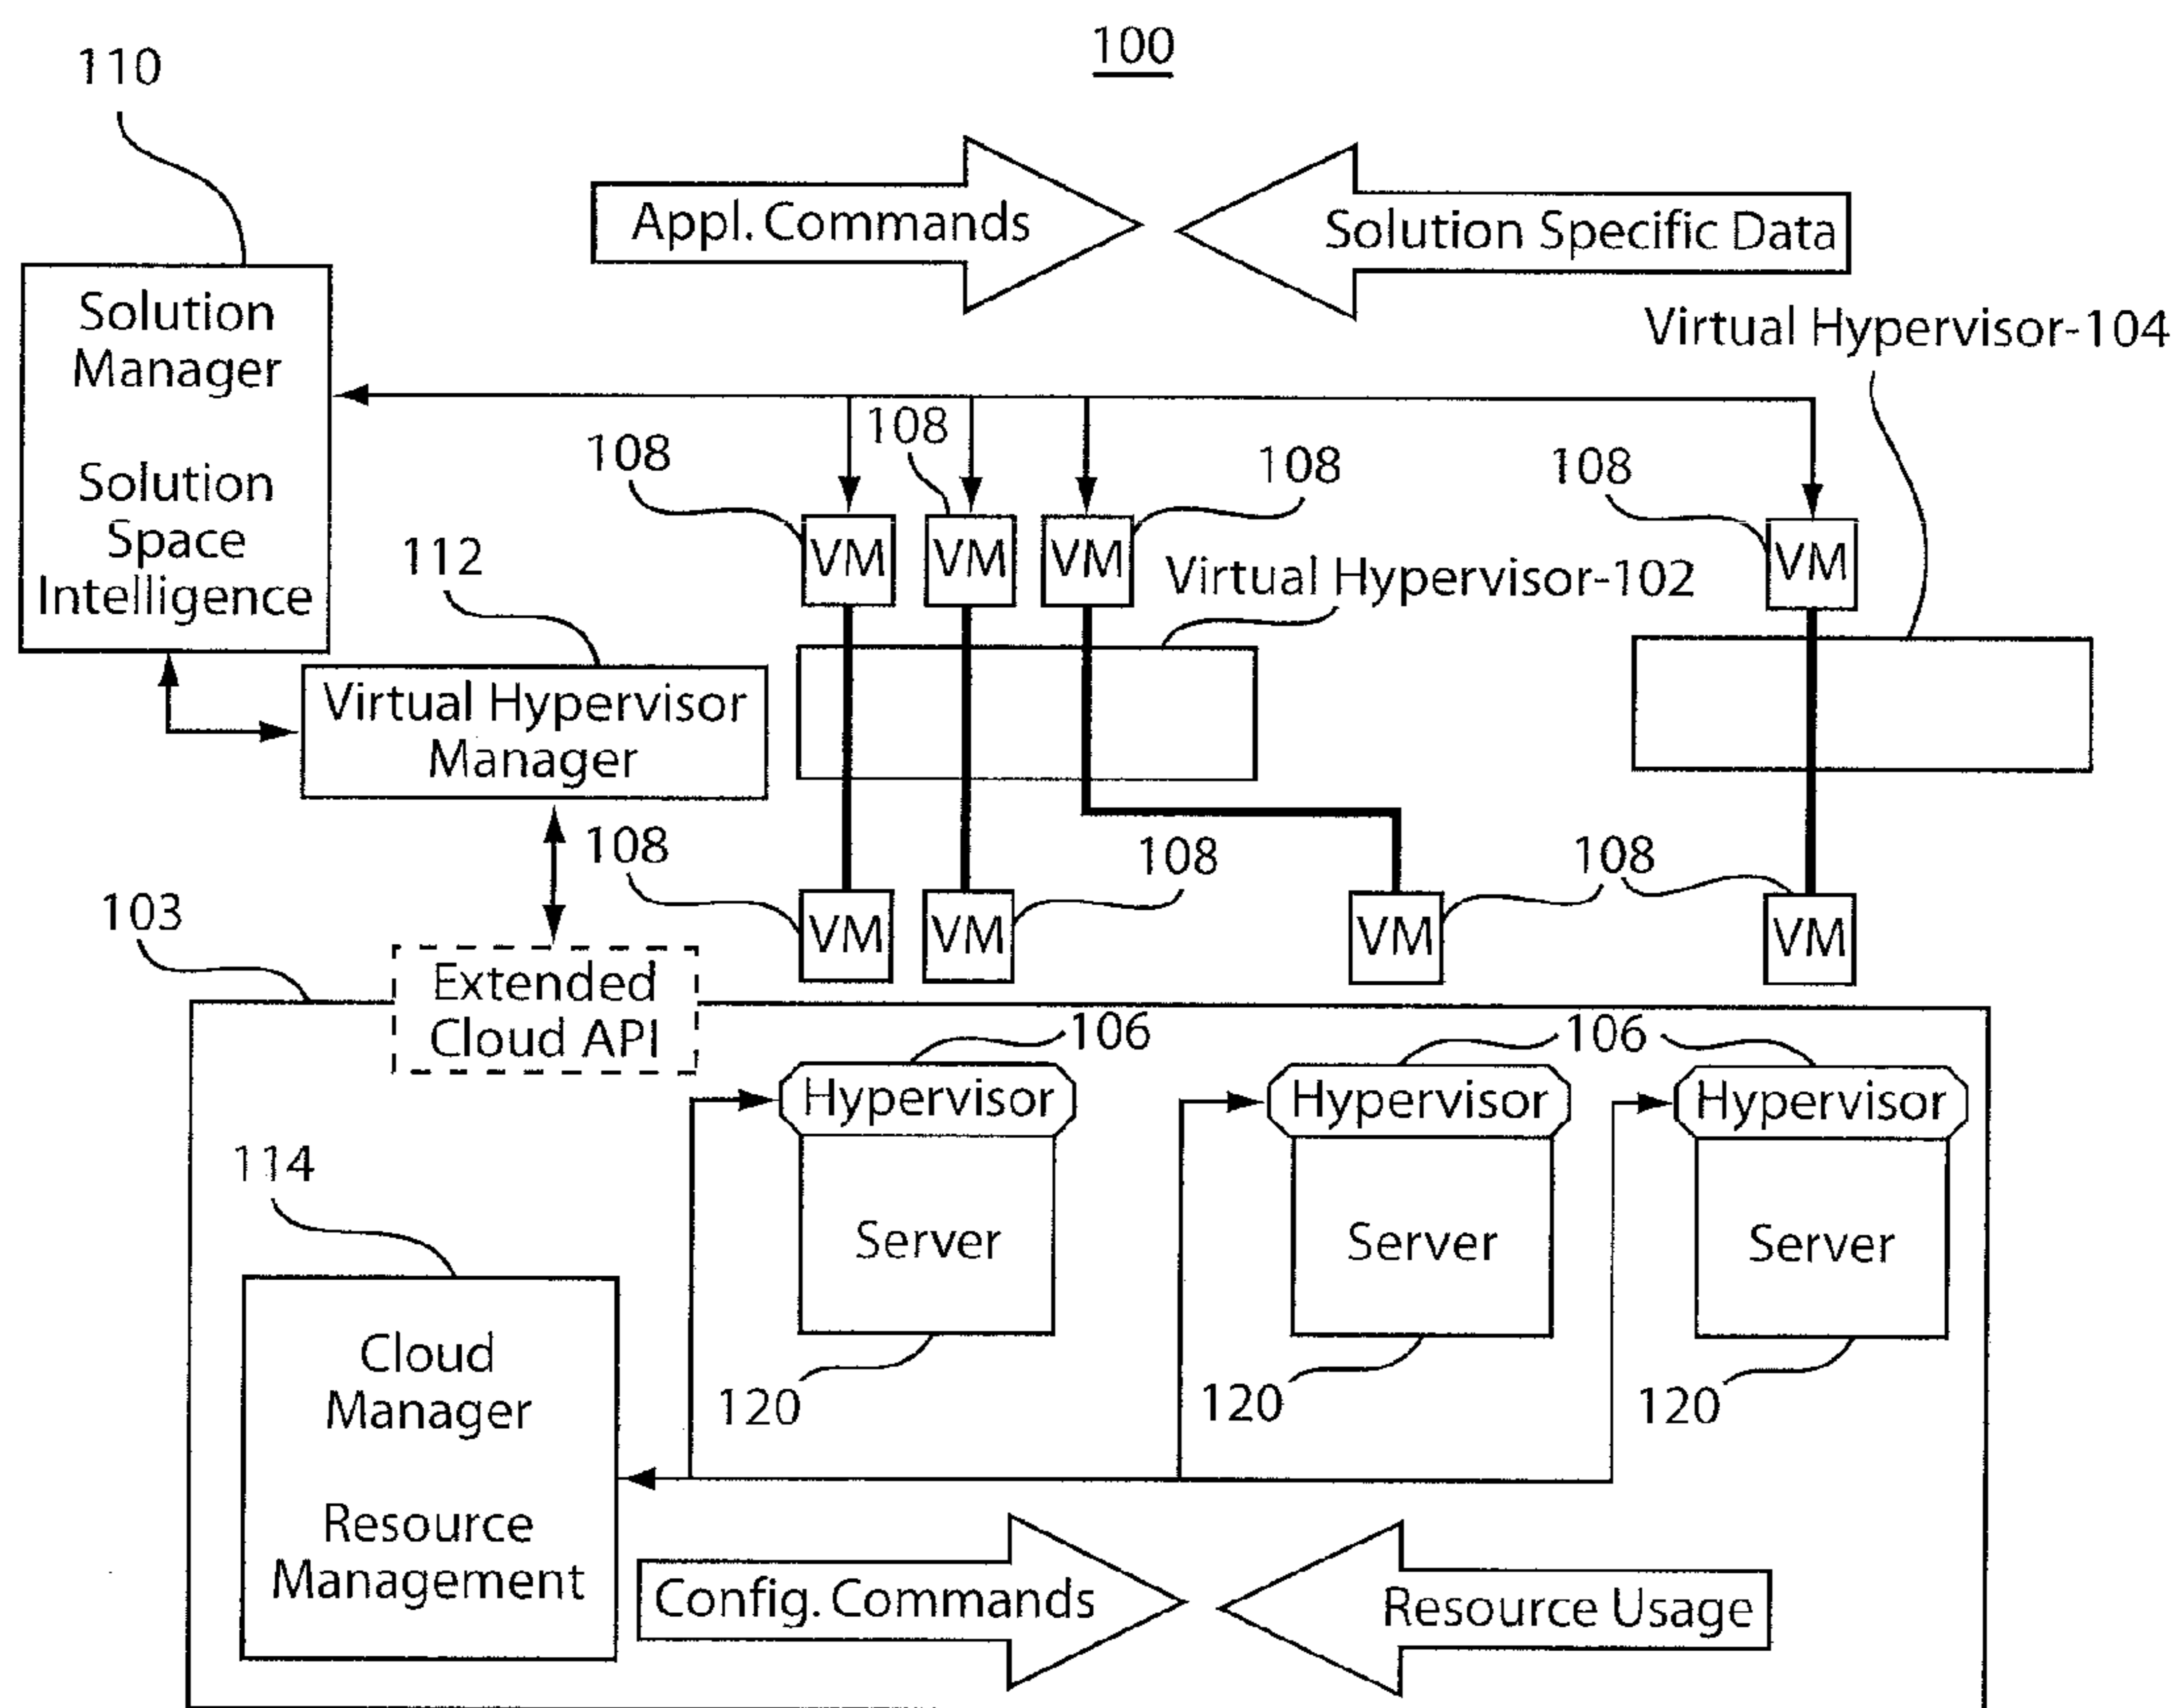 100
110
Appl. Commands
Solution Specific Data
Virtual Hypervisor-104
Solution
Manager
Solution
Space
Intelligence
108
108
108
108
VM
VM
VM
VM
112
Virtual Hypervisor-102
Virtual Hypervisor
Manager
108
108
108
VM
VM
VM
VM
103
Extended
Cloud API
106
106
Hypervisor
Hypervisor
Hypervisor
Server
Server
Server
114
120
120
120
Cloud
Manager
Resource
Management
Config. Commands
Resource Usage